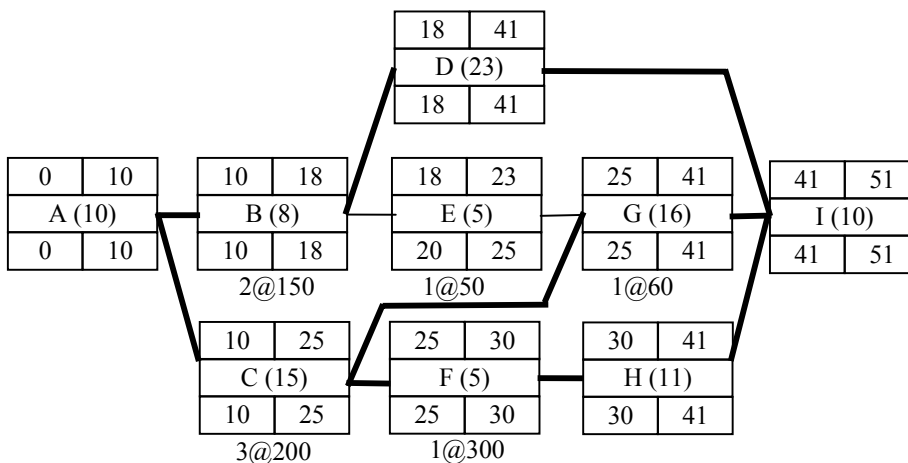 18 41
D (23)
18 41
0 10
A (10)
0 10
10 18
B (8)
10 18
2@150
18 23
E (5)
20 25
1@50
25 41
G (16)
25 41
1@60
41 51
I (10)
41 51
10 25
C (15)
10 25
3@200
25 30
F (5)
25 30
1@300
30 41
H (11)
30 41